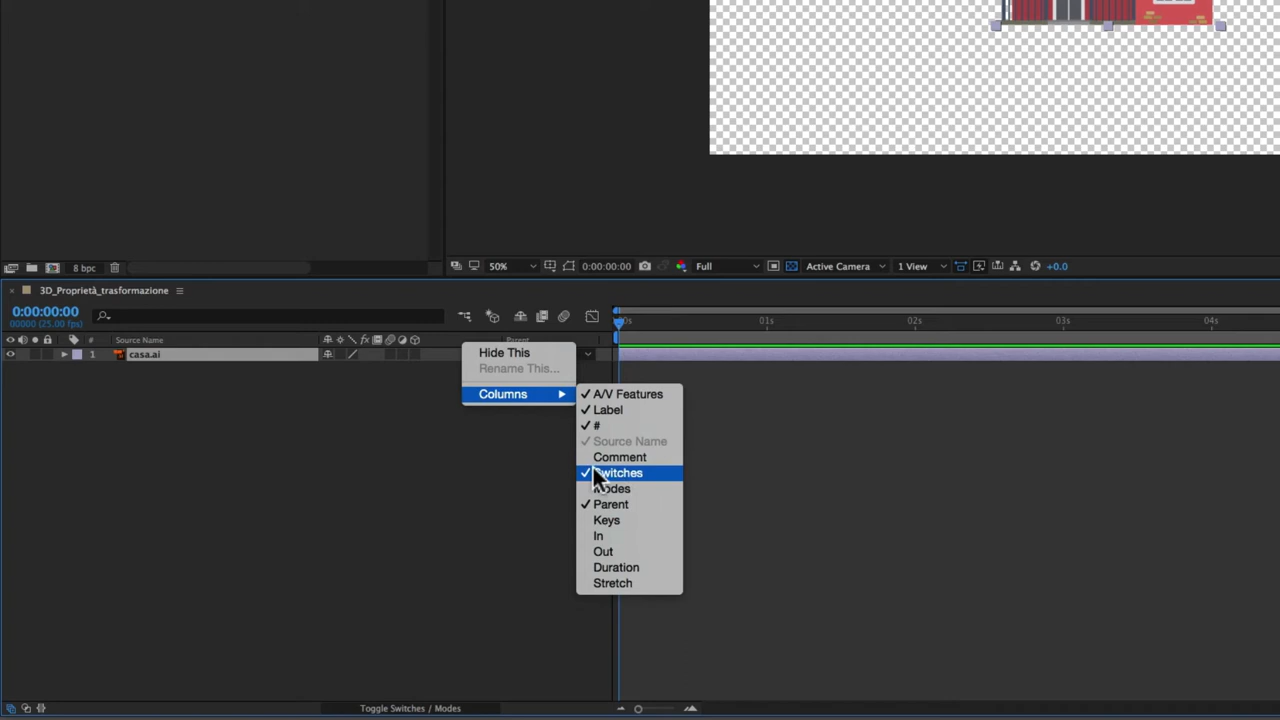 8 bpc
50%
0:00:00:00
Full
Active Camera
1 View
+0.0
3D_Proprietà_trasformazione
0:00:00:00
00000 (25.00 fps)
# Source Name
Parent
1 casa.ai
01s
02s
03s
04s
Hide This
Rename This...
Columns
A/V Features
Label
#
Source Name
Comment
Switches
Modes
Parent
Keys
In
Out
Duration
Stretch
Toggle Switches / Modes